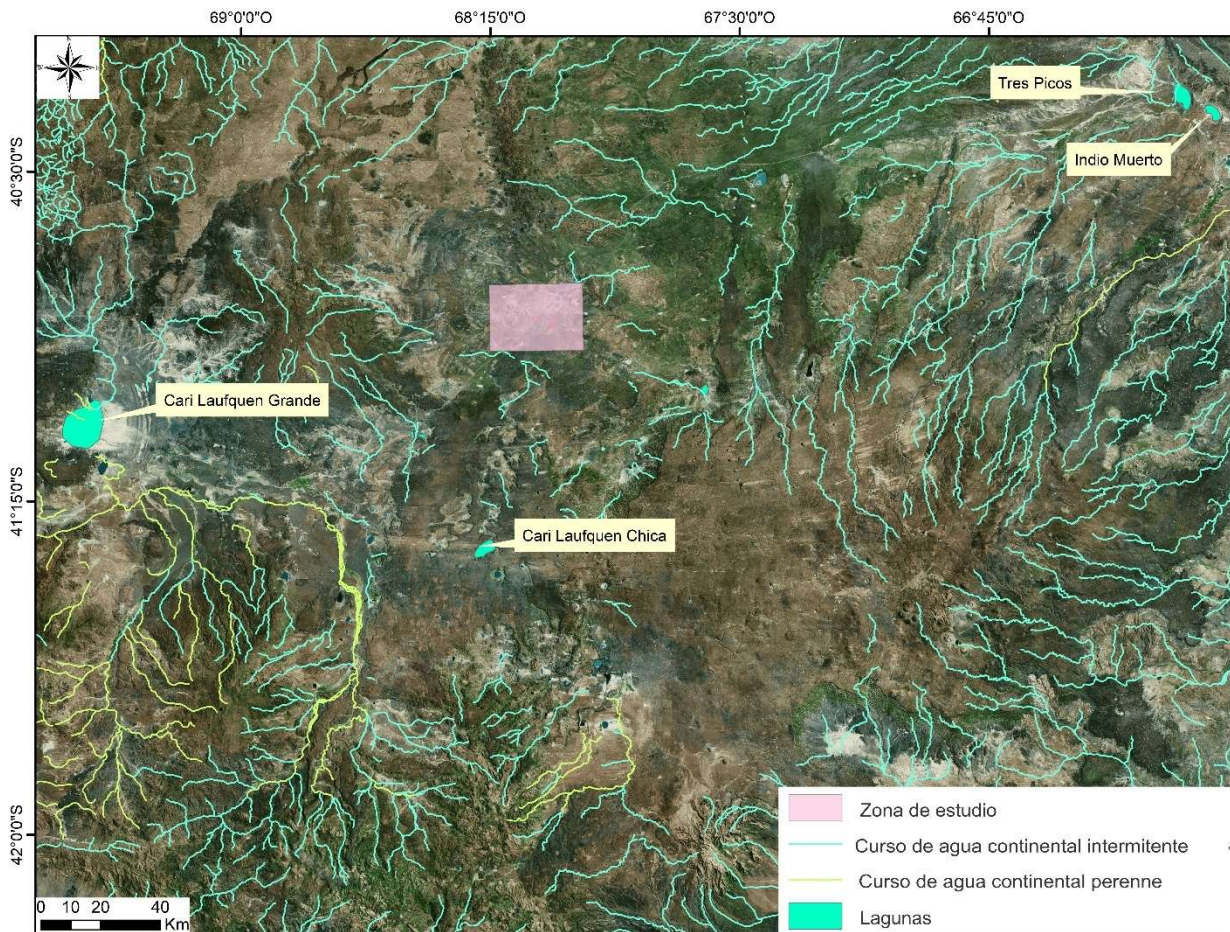 69°0'0"O
68°15'0"O
67°30'0"O
66°45'0"O
Tres Picos
Indio Muerto
40°30'0"S
Cari Laufquen Grande
41°15'0"S
Cari Laufquen Chica
42°0'0"S
Zona de estudio
Curso de agua continental intermitente
Curso de agua continental perenne
Lagunas
0 10 20 40
Km